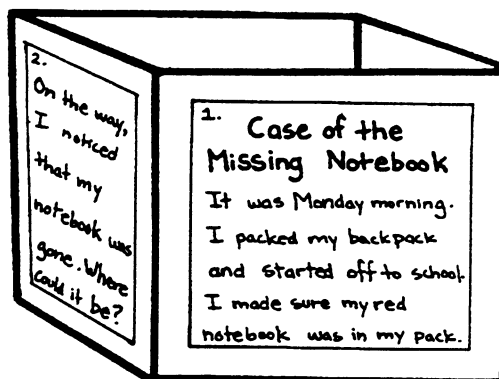 1.
Case of the
Missing Notebook
It was Monday morning.
I packed my backpack
and started off to school.
I made sure my red
notebook was in my pack.
2.
On the way,
I noticed
that my
notebook was
gone. Where
could it be?